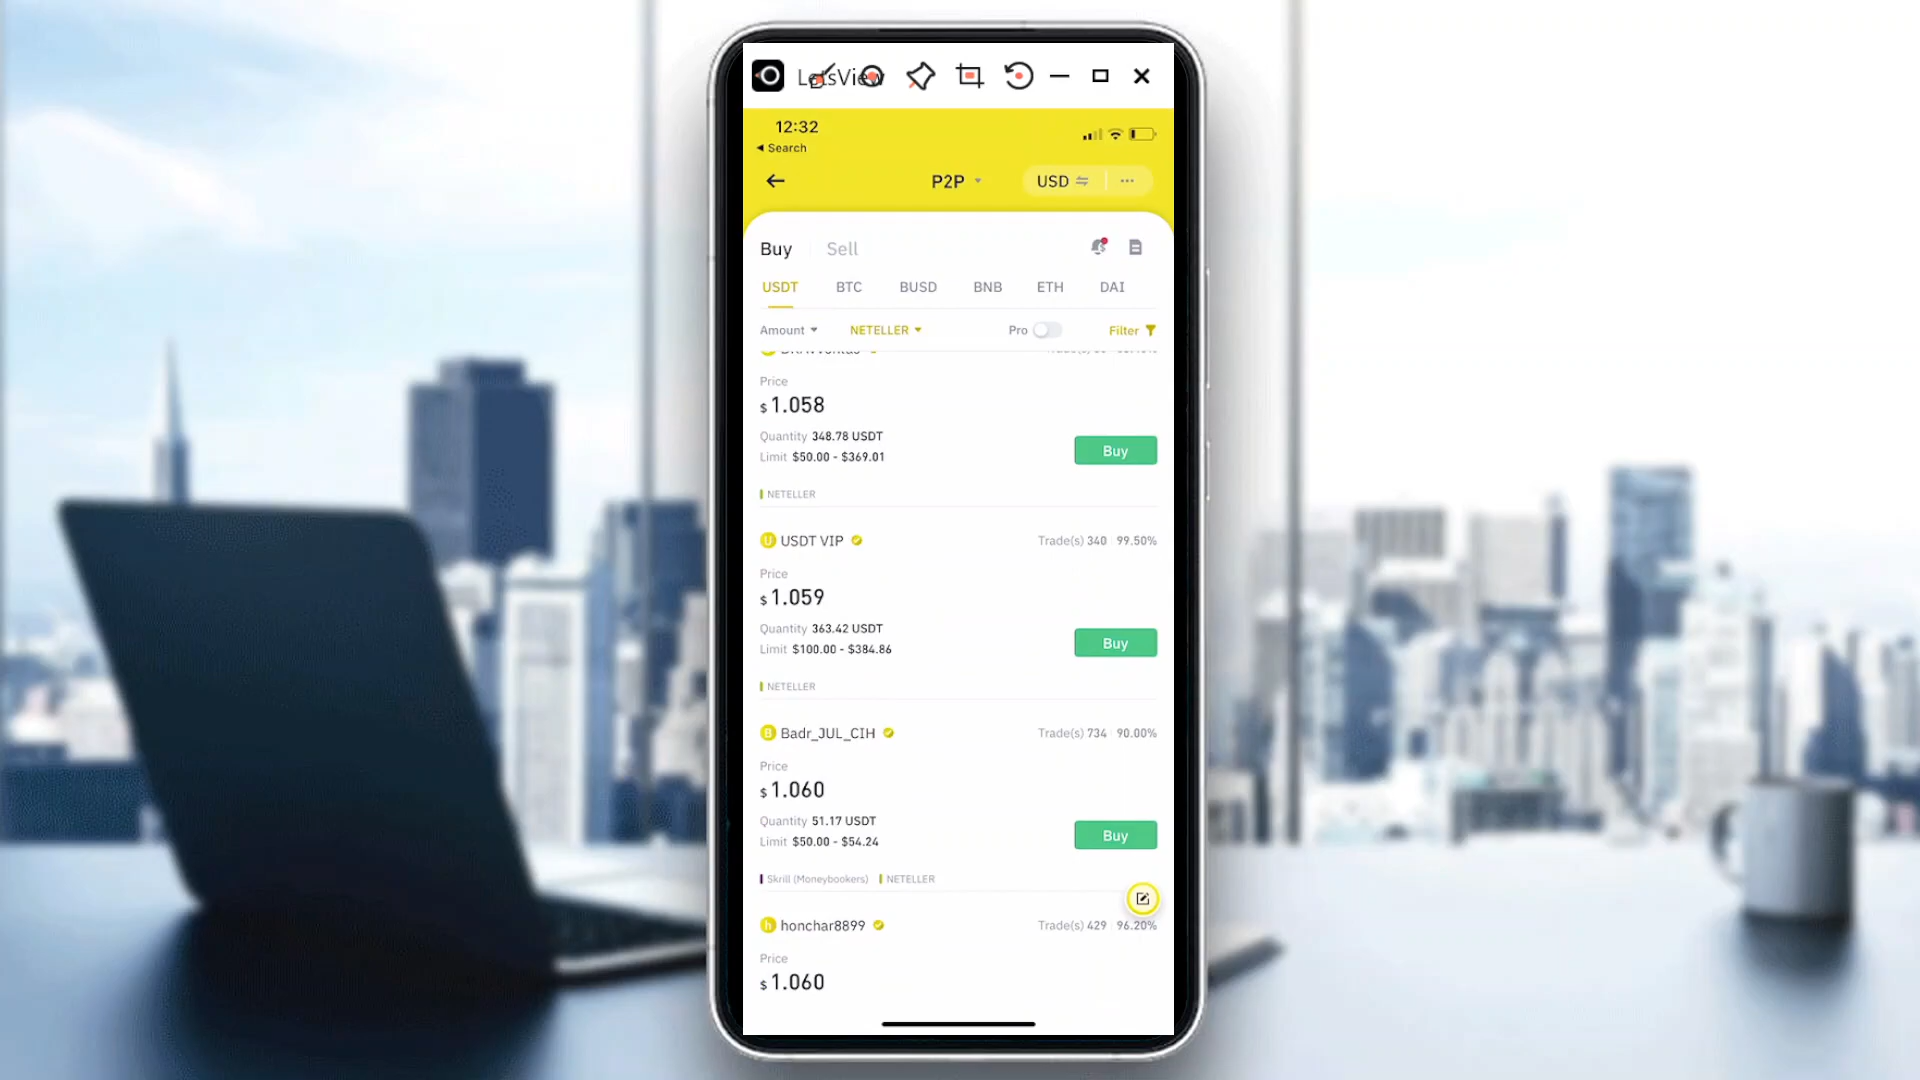 LetsView
12:32
◀ Search
P2P
USD
Buy
Sell
USDT
BTC
BUSD
BNB
ETH
DAI
Amount
NETELLER
Pro
Filter
Price
$ 1.058
Quantity 348.78 USDT
Limit $50.00 - $369.01
Buy
NETELLER
U USDT VIP
Trade(s) 340 99.50%
Price
$ 1.059
Quantity 363.42 USDT
Limit $100.00 - $384.86
Buy
NETELLER
B Badr_JUL_CIH
Trade(s) 734 90.00%
Price
$ 1.060
Quantity 51.17 USDT
Limit $50.00 - $54.24
Buy
Skrill (Moneybookers) NETELLER
h honchar8899
Trade(s) 429 96.20%
Price
$ 1.060